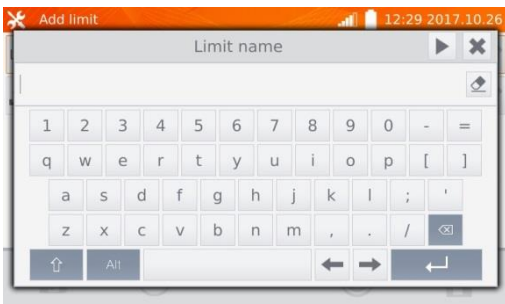 Add limit 12:29 2017.10.26
Limit name
1 2 3 4 5 6 7 8 9 0 - =
q w e r t y u i o p [ ]
a s d f g h j k l ; '
z x c v b n m , . /
Alt